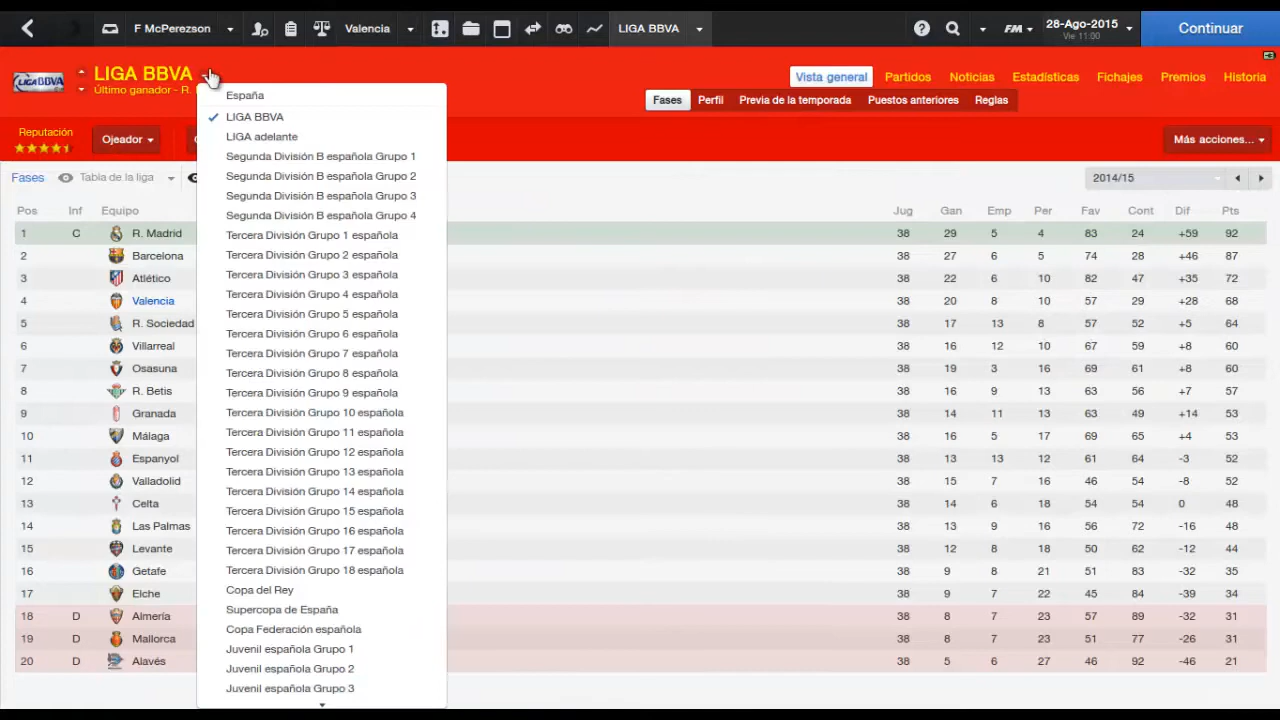 F McPerezson Valencia LIGA BBVA FM 28-Ago-2015 Continuar
Vie 11:00
LIGA BBVA LIGA BBVA Vista general Partidos Noticias Estadísticas Fichajes Premios Historia
Último ganador - R.
España
Fases Perfil Previa de la temporada Puestos anteriores Reglas
LIGA BBVA
LIGA adelante
Segunda División B española Grupo 1
Segunda División B española Grupo 2
Segunda División B española Grupo 3
Segunda División B española Grupo 4
Tercera División Grupo 1 española
Tercera División Grupo 2 española
Tercera División Grupo 3 española
Tercera División Grupo 4 española
Tercera División Grupo 5 española
Tercera División Grupo 6 española
Tercera División Grupo 7 española
Tercera División Grupo 8 española
Tercera División Grupo 9 española
Tercera División Grupo 10 española
Tercera División Grupo 11 española
Tercera División Grupo 12 española
Tercera División Grupo 13 española
Tercera División Grupo 14 española
Tercera División Grupo 15 española
Tercera División Grupo 16 española
Tercera División Grupo 17 española
Tercera División Grupo 18 española
Copa del Rey
Supercopa de España
Copa Federación española
Juvenil española Grupo 1
Juvenil española Grupo 2
Juvenil española Grupo 3
Reputación Ojeador Más acciones...
Fases Tabla de la liga 2014/15
Pos Inf Equipo Jug Gan Emp Per Fav Cont Dif Pts
1 C R. Madrid 38 29 5 4 83 24 +59 92
2 Barcelona 38 27 6 5 74 28 +46 87
3 Atlético 38 22 6 10 82 47 +35 72
4 Valencia 38 20 8 10 57 29 +28 68
5 R. Sociedad 38 17 13 8 57 52 +5 64
6 Villarreal 38 16 12 10 67 59 +8 60
7 Osasuna 38 19 3 16 69 61 +8 60
8 R. Betis 38 16 9 13 63 56 +7 57
9 Granada 38 14 11 13 63 49 +14 53
10 Málaga 38 16 5 17 69 65 +4 53
11 Espanyol 38 13 13 12 61 64 -3 52
12 Valladolid 38 15 7 16 46 54 -8 52
13 Celta 38 14 6 18 54 54 0 48
14 Las Palmas 38 13 9 16 56 72 -16 48
15 Levante 38 12 8 18 50 62 -12 44
16 Getafe 38 9 8 21 51 83 -32 35
17 Elche 38 9 7 22 45 84 -39 34
18 D Almería 38 8 7 23 57 89 -32 31
19 D Mallorca 38 8 7 23 51 77 -26 31
20 D Alavés 38 5 6 27 46 92 -46 21